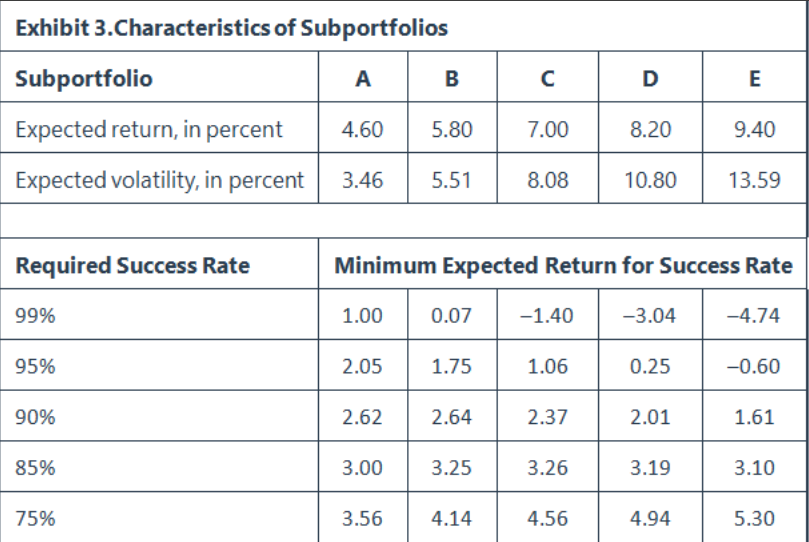 Exhibit 3.Characteristics of Subportfolios
Subportfolio A B C D E
Expected return, in percent 4.60 5.80 7.00 8.20 9.40
Expected volatility, in percent 3.46 5.51 8.08 10.80 13.59
Required Success Rate Minimum Expected Return for Success Rate
99% 1.00 0.07 –1.40 –3.04 –4.74
95% 2.05 1.75 1.06 0.25 –0.60
90% 2.62 2.64 2.37 2.01 1.61
85% 3.00 3.25 3.26 3.19 3.10
75% 3.56 4.14 4.56 4.94 5.30